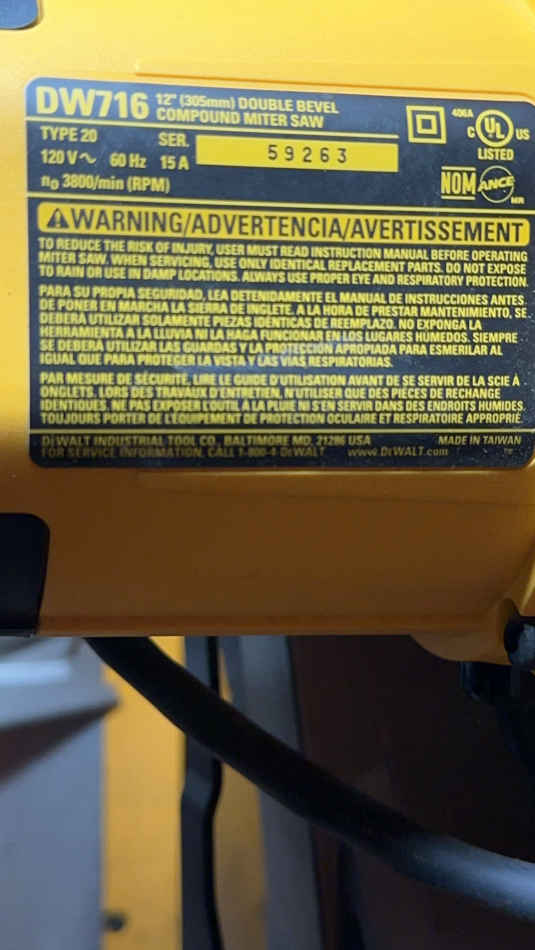 DW716 12" (305mm) DOUBLE BEVEL
COMPOUND MITER SAW
TYPE 20 SER.
120 V~ 60 Hz 15 A 59263
n₀ 3800/min (RPM)
406A
C UL US
LISTED
NOM ANCE MR
WARNING/ADVERTENCIA/AVERTISSEMENT
TO REDUCE THE RISK OF INJURY, USER MUST READ INSTRUCTION MANUAL BEFORE OPERATING
MITER SAW. WHEN SERVICING, USE ONLY IDENTICAL REPLACEMENT PARTS. DO NOT EXPOSE
TO RAIN OR USE IN DAMP LOCATIONS. ALWAYS USE PROPER EYE AND RESPIRATORY PROTECTION.
PARA SU PROPIA SEGURIDAD, LEA DETENIDAMENTE EL MANUAL DE INSTRUCCIONES ANTES
DE PONER EN MARCHA LA SIERRA DE INGLETE. A LA HORA DE PRESTAR MANTENIMIENTO, SE
DEBERA UTILIZAR SOLAMENTE PIEZAS IDENTICAS DE REEMPLAZO. NO EXPONGA LA
HERRAMIENTA A LA LLUVIA NI LA HAGA FUNCIONAR EN LOS LUGARES HUMEDOS. SIEMPRE
SE DEBERA UTILIZAR LAS GUARDAS Y LA PROTECCION APROPIADA PARA ESMERILAR AL
IGUAL QUE PARA PROTEGER LA VISTA Y LAS VIAS RESPIRATORIAS.
PAR MESURE DE SÉCURITÉ, LIRE LE GUIDE D'UTILISATION AVANT DE SE SERVIR DE LA SCIE À
ONGLETS. LORS DES TRAVAUX D'ENTRETIEN, N'UTILISER QUE DES PIÈCES DE RECHANGE
IDENTIQUES. NE PAS EXPOSER L'OUTIL À LA PLUIE NI S'EN SERVIR DANS DES ENDROITS HUMIDES.
TOUJOURS PORTER DE L'ÉQUIPEMENT DE PROTECTION OCULAIRE ET RESPIRATOIRE APPROPRIÉ.
DEWALT INDUSTRIAL TOOL CO., BALTIMORE MD, 21286 USA MADE IN TAIWAN
FOR SERVICE INFORMATION, CALL 1-800-4-DEWALT www.DEWALT.com